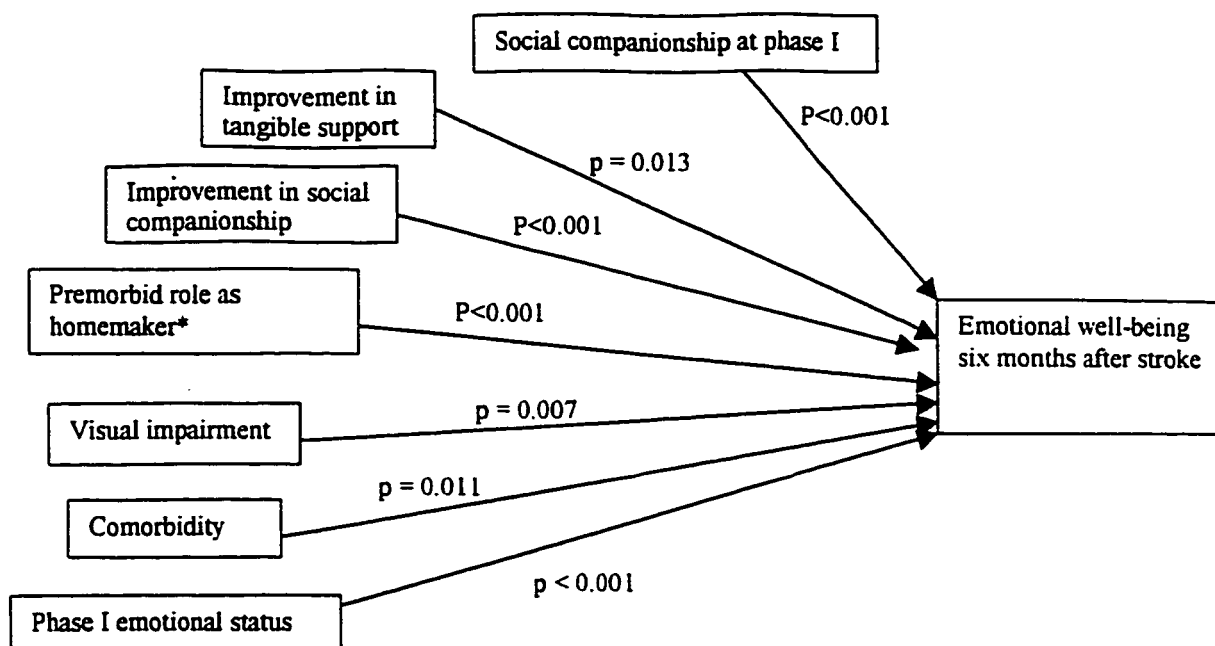 Social companionship at phase I
P<0.001
Improvement in
tangible support
p = 0.013
Improvement in social
companionship
P<0.001
Premorbid role as
homemaker*
P<0.001
Emotional well-being
six months after stroke
Visual impairment
p = 0.007
Comorbidity
p = 0.011
Phase I emotional status
p < 0.001